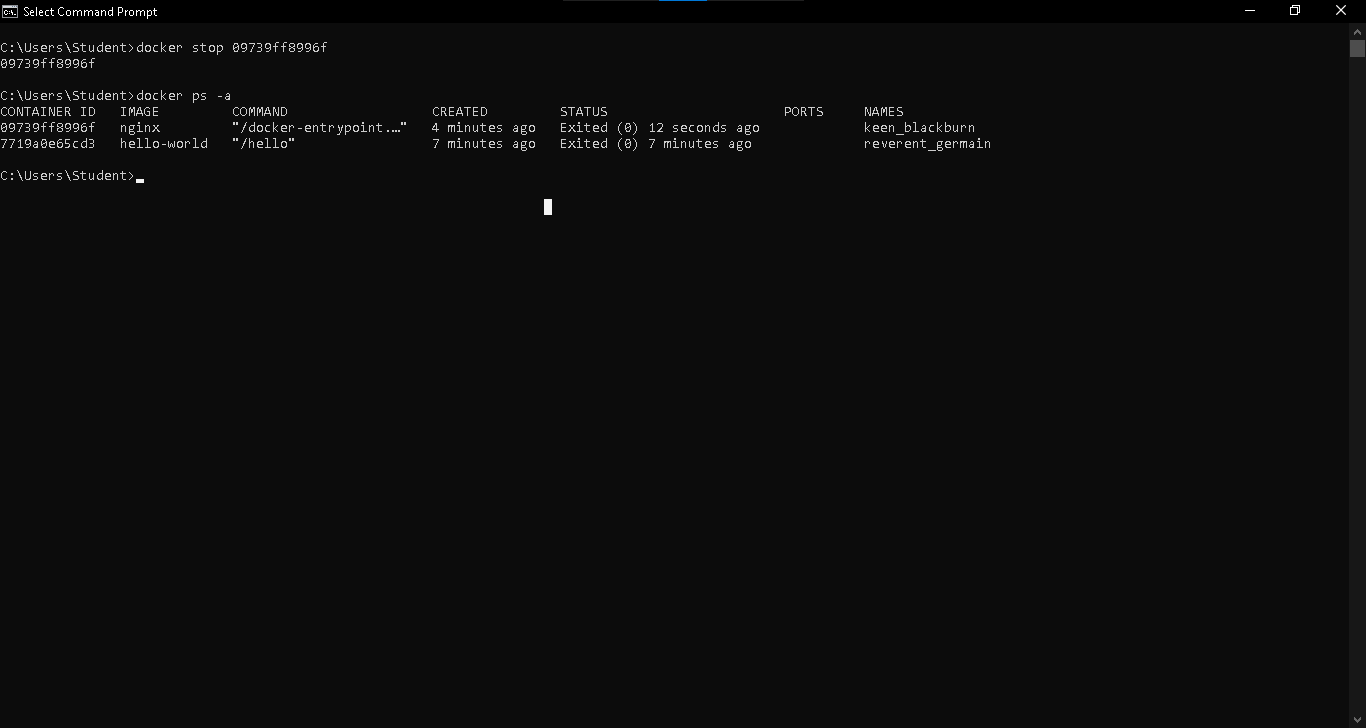 Select Command Prompt
C:\Users\Student>docker stop 09739ff8996f
09739ff8996f
C:\Users\Student>docker ps -a
CONTAINER ID   IMAGE         COMMAND                  CREATED         STATUS                      PORTS     NAMES
09739ff8996f   nginx         "/docker-entrypoint.…"   4 minutes ago   Exited (0) 12 seconds ago             keen_blackburn
7719a0e65cd3   hello-world   "/hello"                 7 minutes ago   Exited (0) 7 minutes ago              reverent_germain
C:\Users\Student>